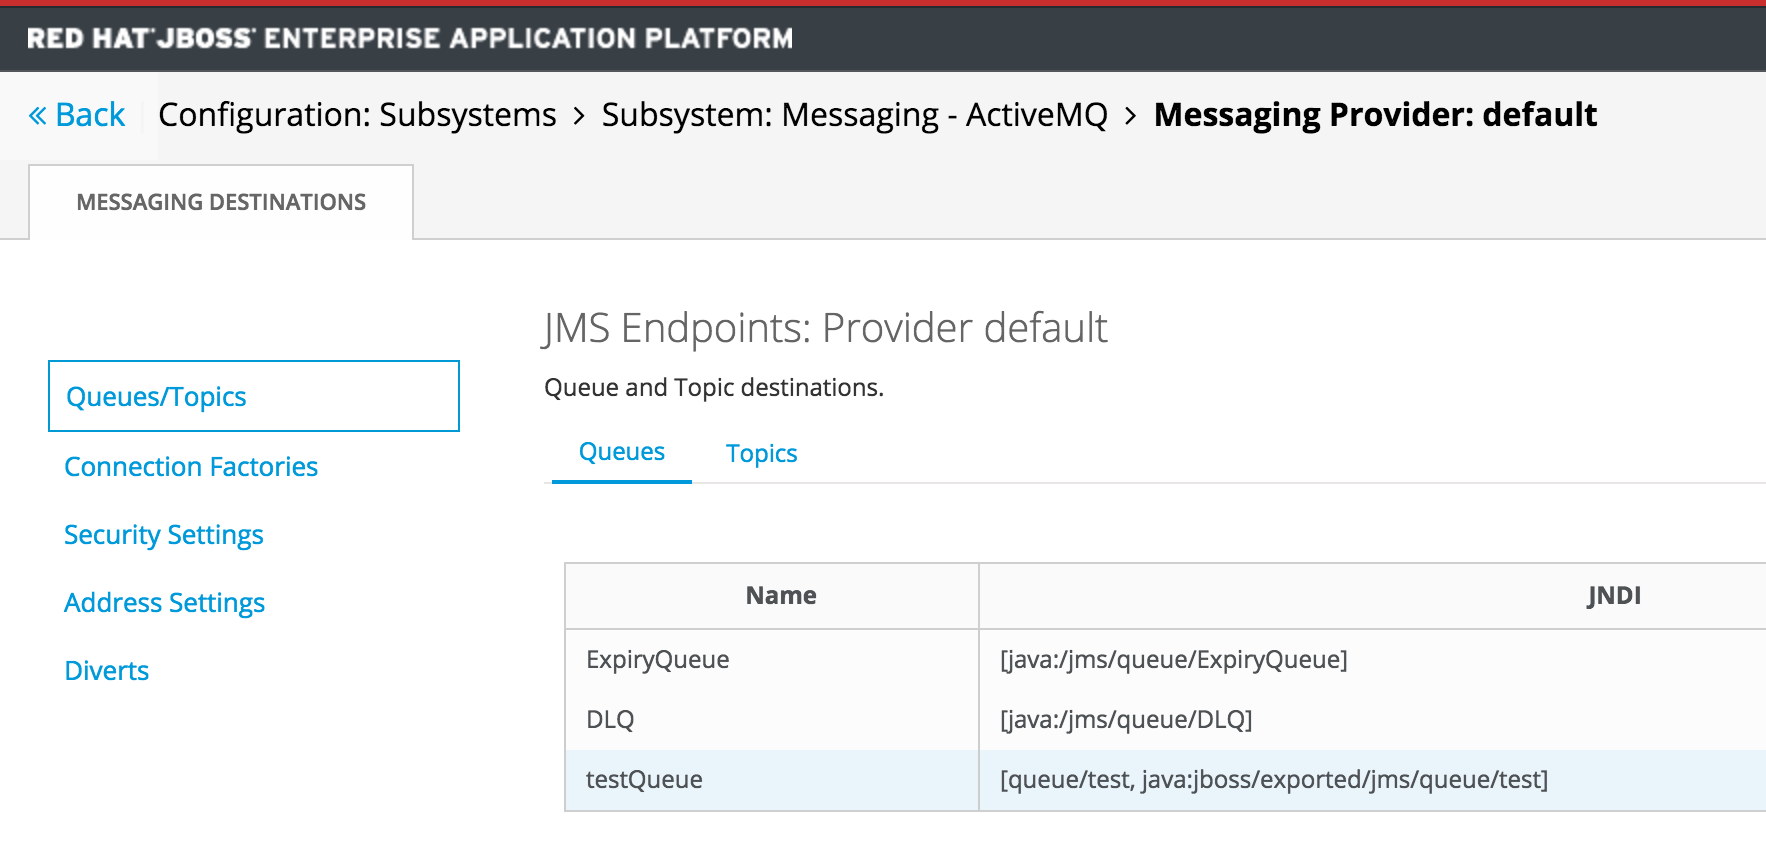 RED HAT® JBOSS® ENTERPRISE APPLICATION PLATFORM
« Back Configuration: Subsystems > Subsystem: Messaging - ActiveMQ > Messaging Provider: default
MESSAGING DESTINATIONS
JMS Endpoints: Provider default
Queue and Topic destinations.
Queues/Topics
Connection Factories
Security Settings
Address Settings
Diverts
Queues Topics
Name JNDI
ExpiryQueue [java:/jms/queue/ExpiryQueue]
DLQ [java:/jms/queue/DLQ]
testQueue [queue/test, java:jboss/exported/jms/queue/test]